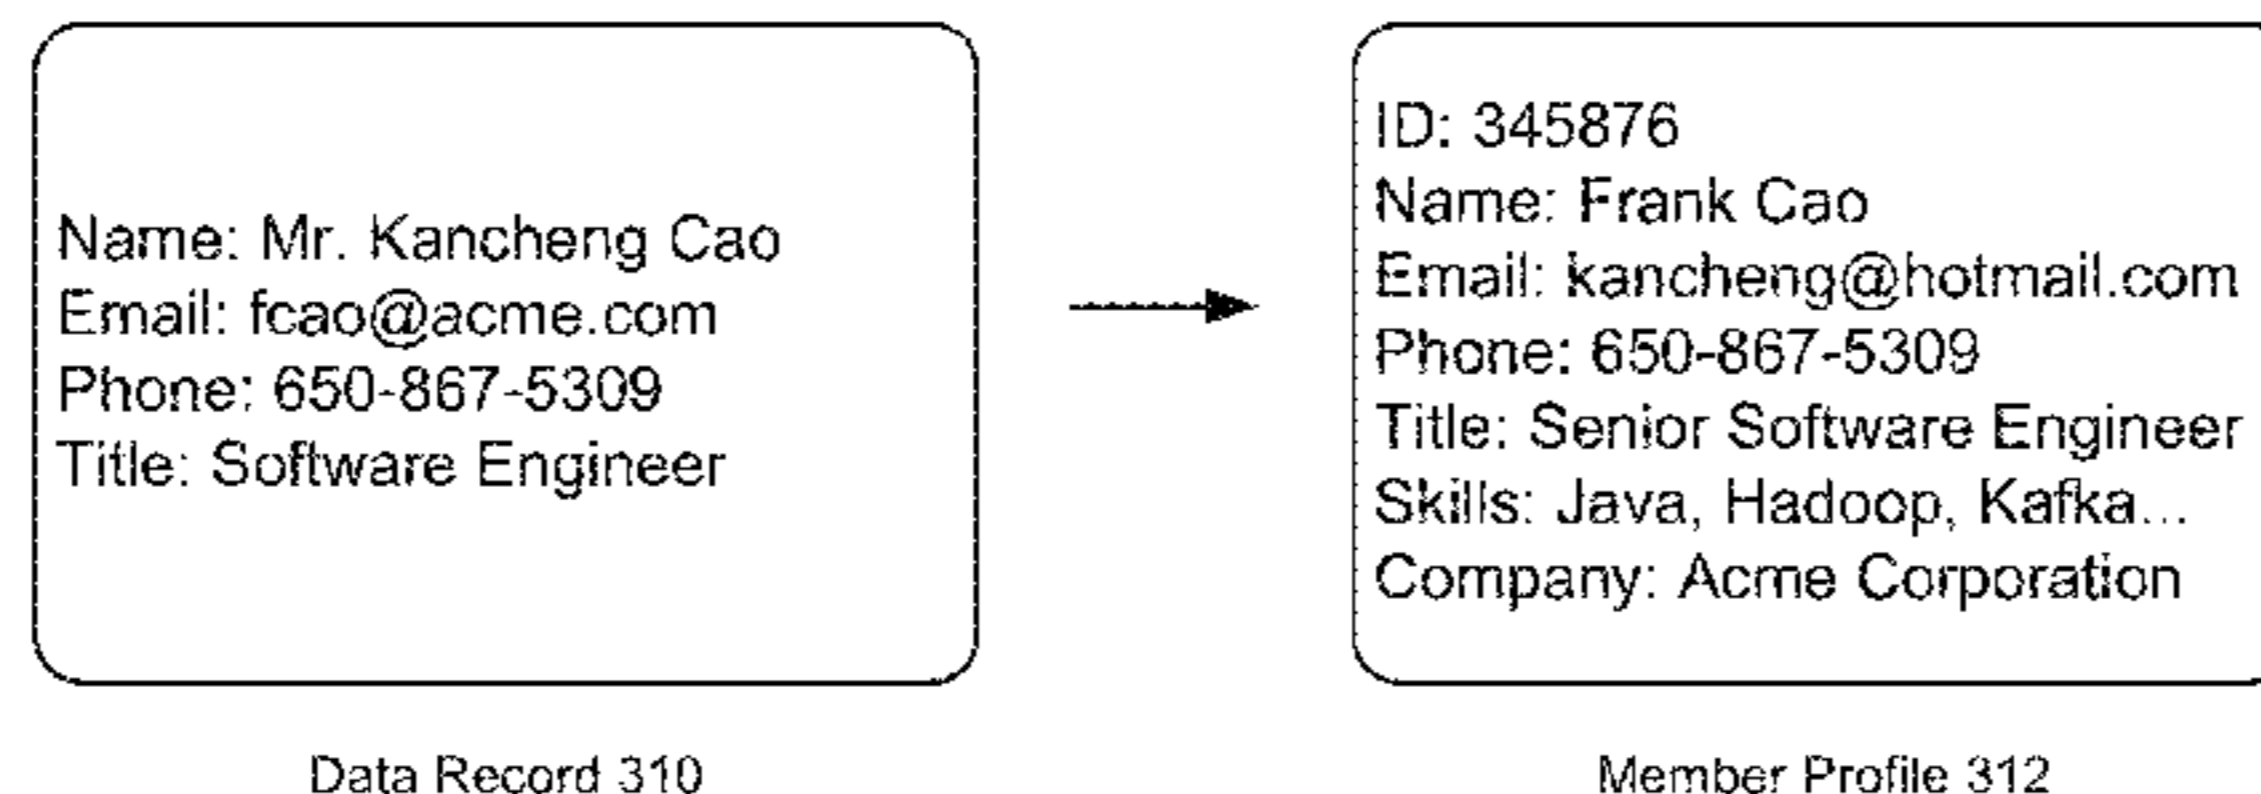 Name: Mr. Kancheng Cao
Email: fcao@acme.com
Phone: 650-867-5309
Title: Software Engineer
Data Record 310
ID: 345876
Name: Frank Cao
Email: kancheng@hotmail.com
Phone: 650-867-5309
Title: Senior Software Engineer
Skills: Java, Hadoop, Kafka...
Company: Acme Corporation
Member Profile 312